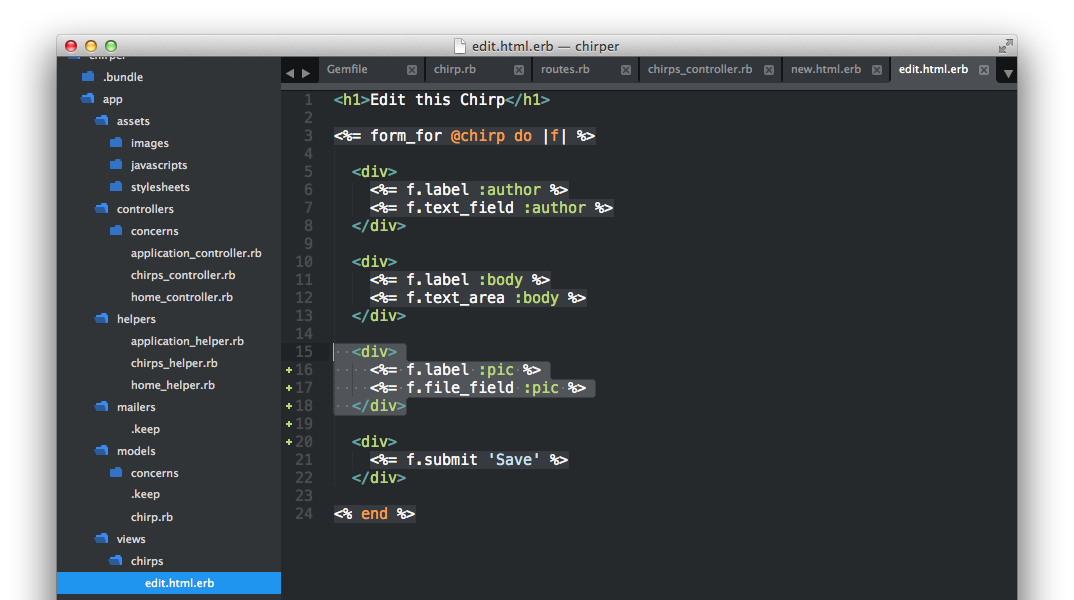 edit.html.erb — chirper
chirper
.bundle
app
assets
images
javascripts
stylesheets
controllers
concerns
application_controller.rb
chirps_controller.rb
home_controller.rb
helpers
application_helper.rb
chirps_helper.rb
home_helper.rb
mailers
.keep
models
concerns
.keep
chirp.rb
views
chirps
edit.html.erb
Gemfile chirp.rb routes.rb chirps_controller.rb new.html.erb edit.html.erb
1 <h1>Edit this Chirp</h1>
2
3 <%= form_for @chirp do |f| %>
4
5 <div>
6 <%= f.label :author %>
7 <%= f.text_field :author %>
8 </div>
9
10 <div>
11 <%= f.label :body %>
12 <%= f.text_area :body %>
13 </div>
14
15 <div>
16 <%= f.label :pic %>
17 <%= f.file_field :pic %>
18 </div>
19
20 <div>
21 <%= f.submit 'Save' %>
22 </div>
23
24 <% end %>